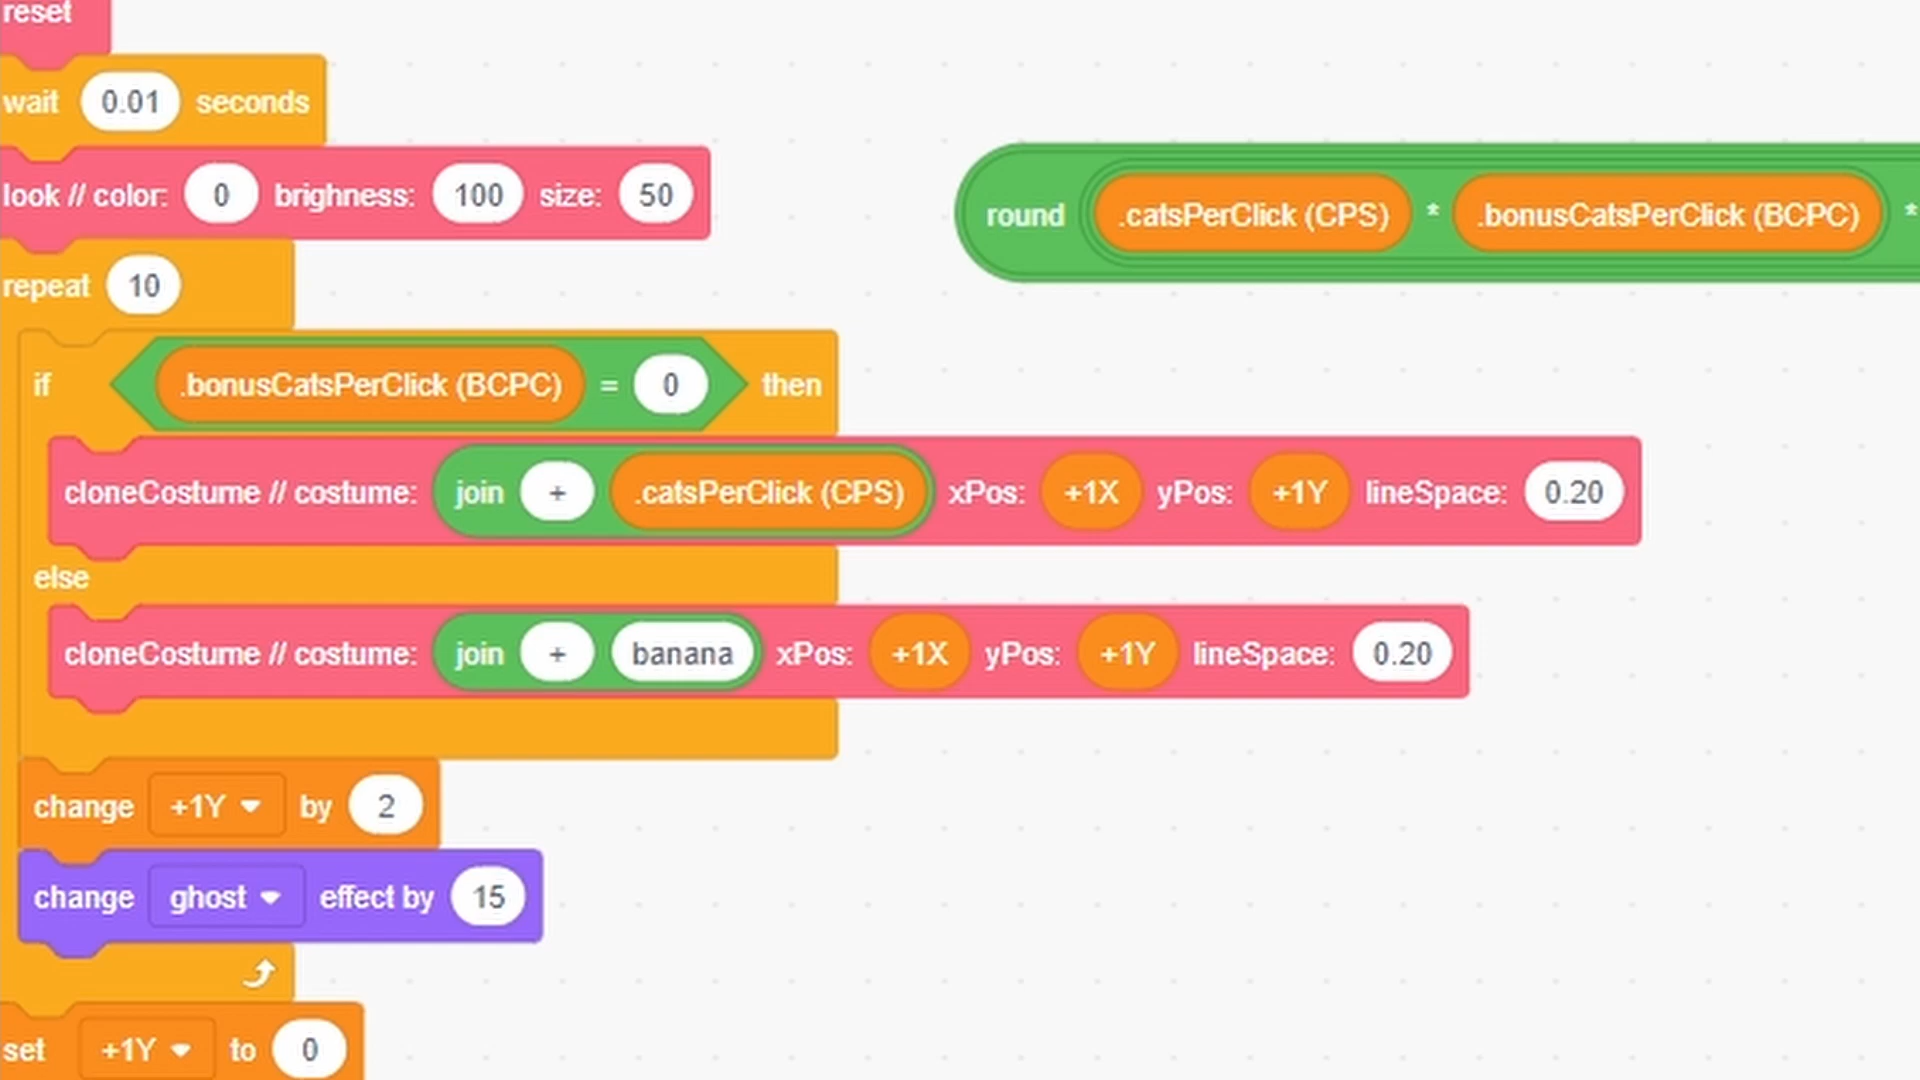 reset
wait 0.01 seconds
look // color: 0 brighness: 100 size: 50
round .catsPerClick (CPS) * .bonusCatsPerClick (BCPC) *
repeat 10
if .bonusCatsPerClick (BCPC) = 0 then
cloneCostume // costume: join + .catsPerClick (CPS) xPos: +1X yPos: +1Y lineSpace: 0.20
else
cloneCostume // costume: join + banana xPos: +1X yPos: +1Y lineSpace: 0.20
change +1Y by 2
change ghost effect by 15
set +1Y to 0